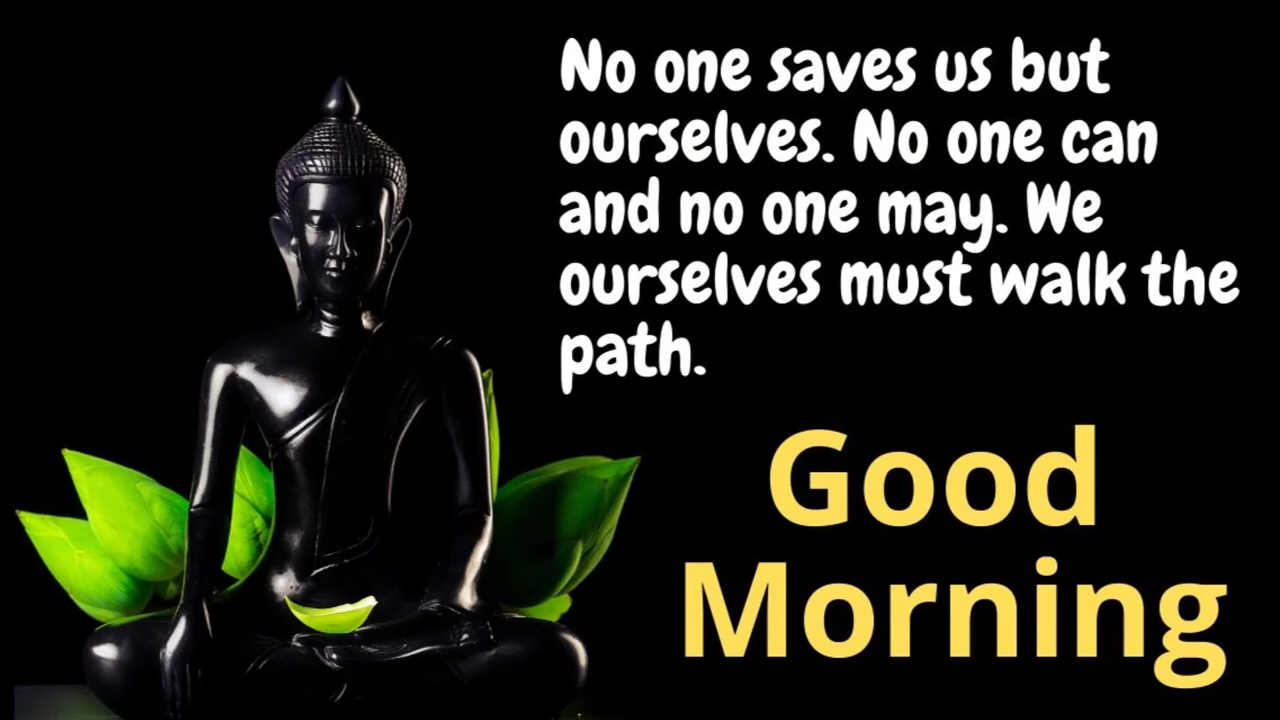 No one saves us but
ourselves. No one can
and no one may. We
ourselves must walk the
path.
Good
Morning